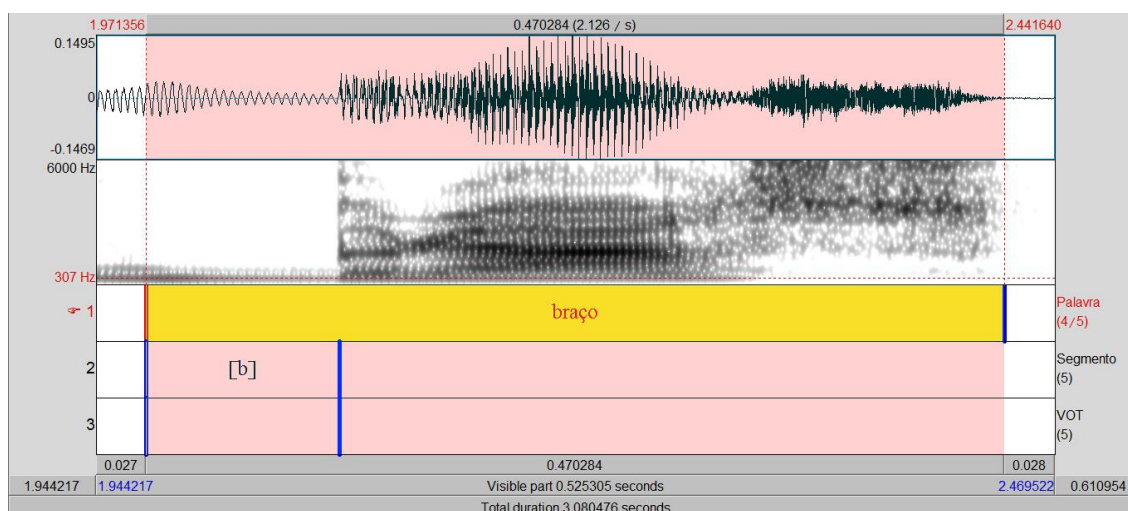 1.971356 0.470284 (2.126 / s) 2.441640
0.1495
0
-0.1469
6000 Hz
307 Hz
1 braço Palavra
(4/5)
2 [b] Segmento
(5)
3 VOT
(5)
0.027 0.470284 0.028
1.944217 1.944217 Visible part 0.525305 seconds 2.469522 0.610954
Total duration 3.080476 seconds